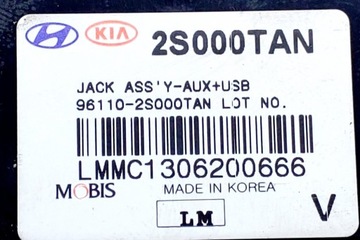 KIA 2S000TAN
JACK ASS'Y-AUX+USB
96110-2S000TAN LOT NO.
LMMC1306200666
MOBIS MADE IN KOREA
LM V